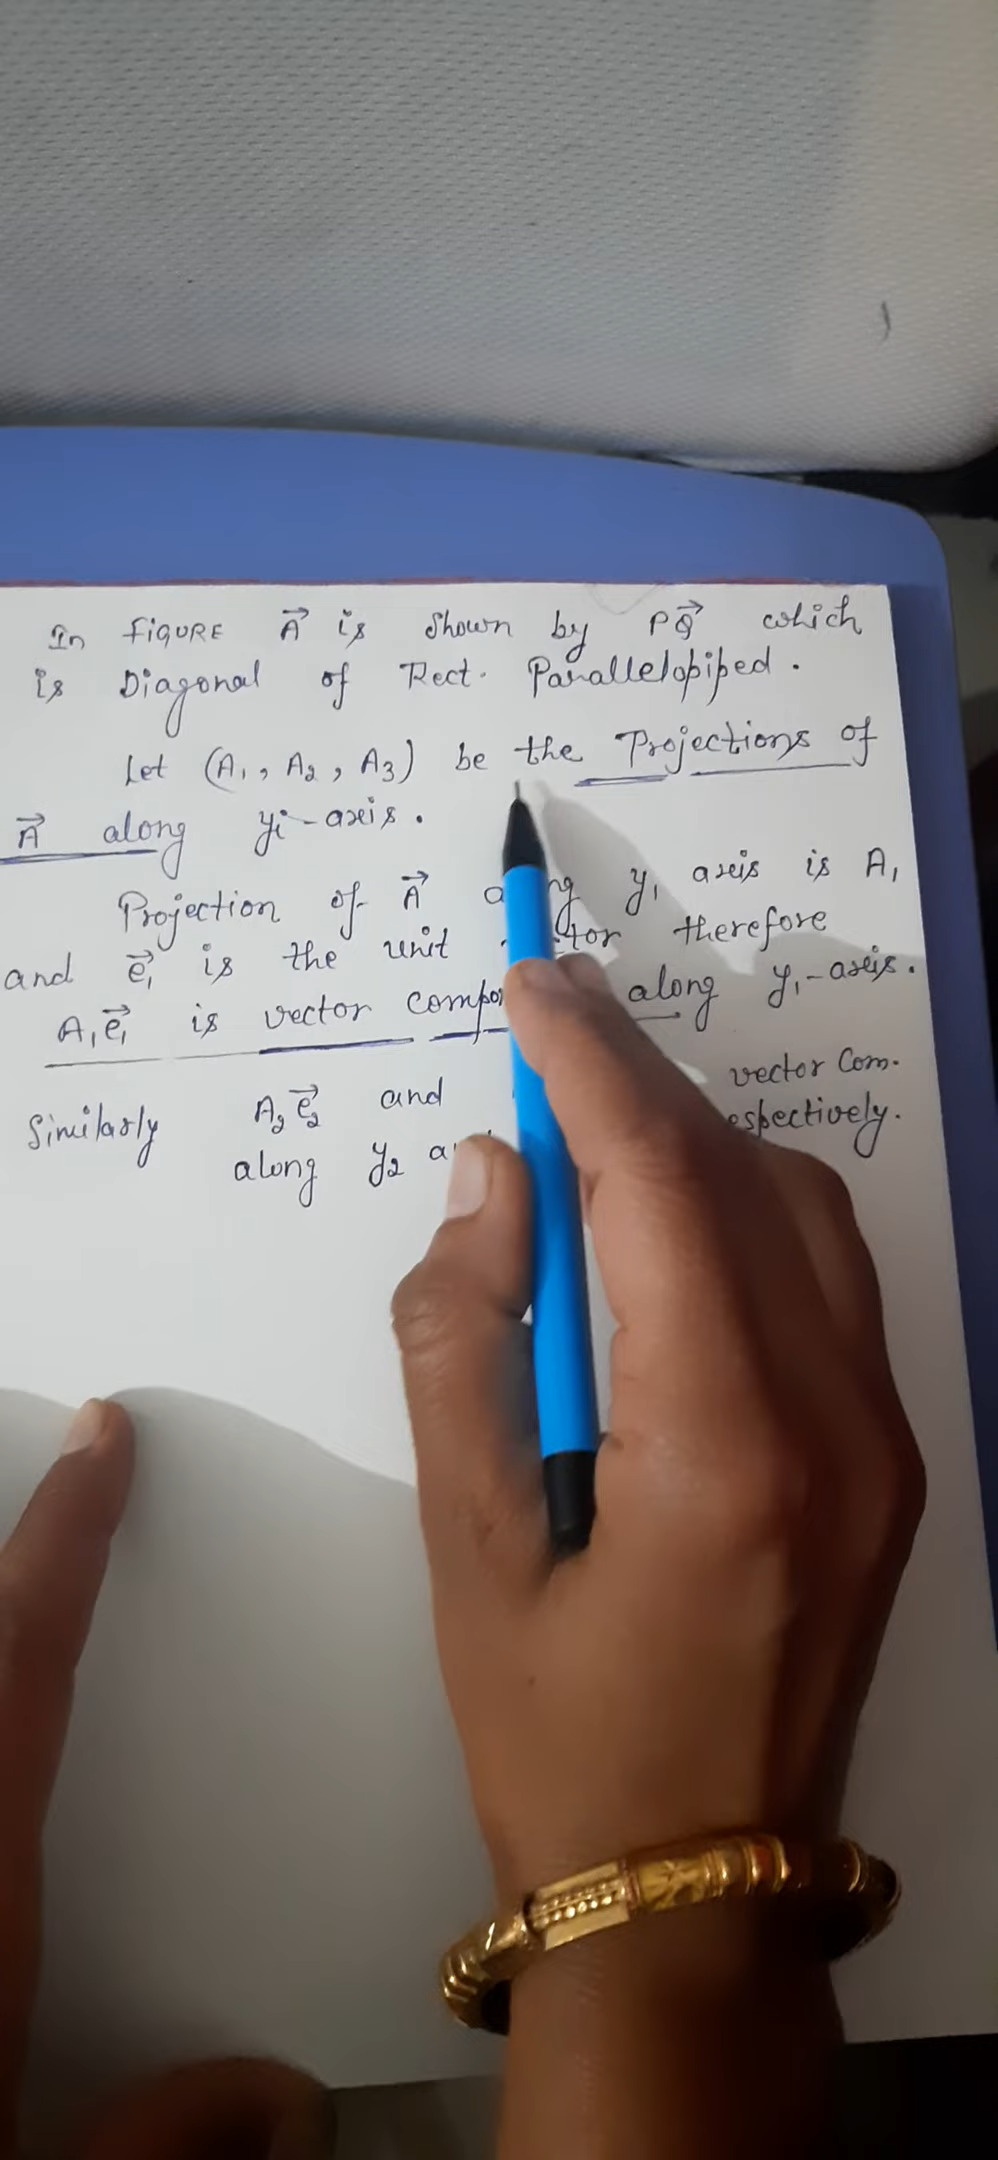 In FIGURE A⃗ is shown by PQ⃗ which
is Diagonal of Rect. Parallelopiped.
Let (A₁, A₂, A₃) be the Projections of
A⃗ along yᵢ-axis.
Projection of A⃗ y₁ axis is A₁
and e⃗₁ is the unit therefore
A₁e⃗₁ is vector along y₁-axis.
Similarly A₂e⃗₂ and vector Com.
along y₂